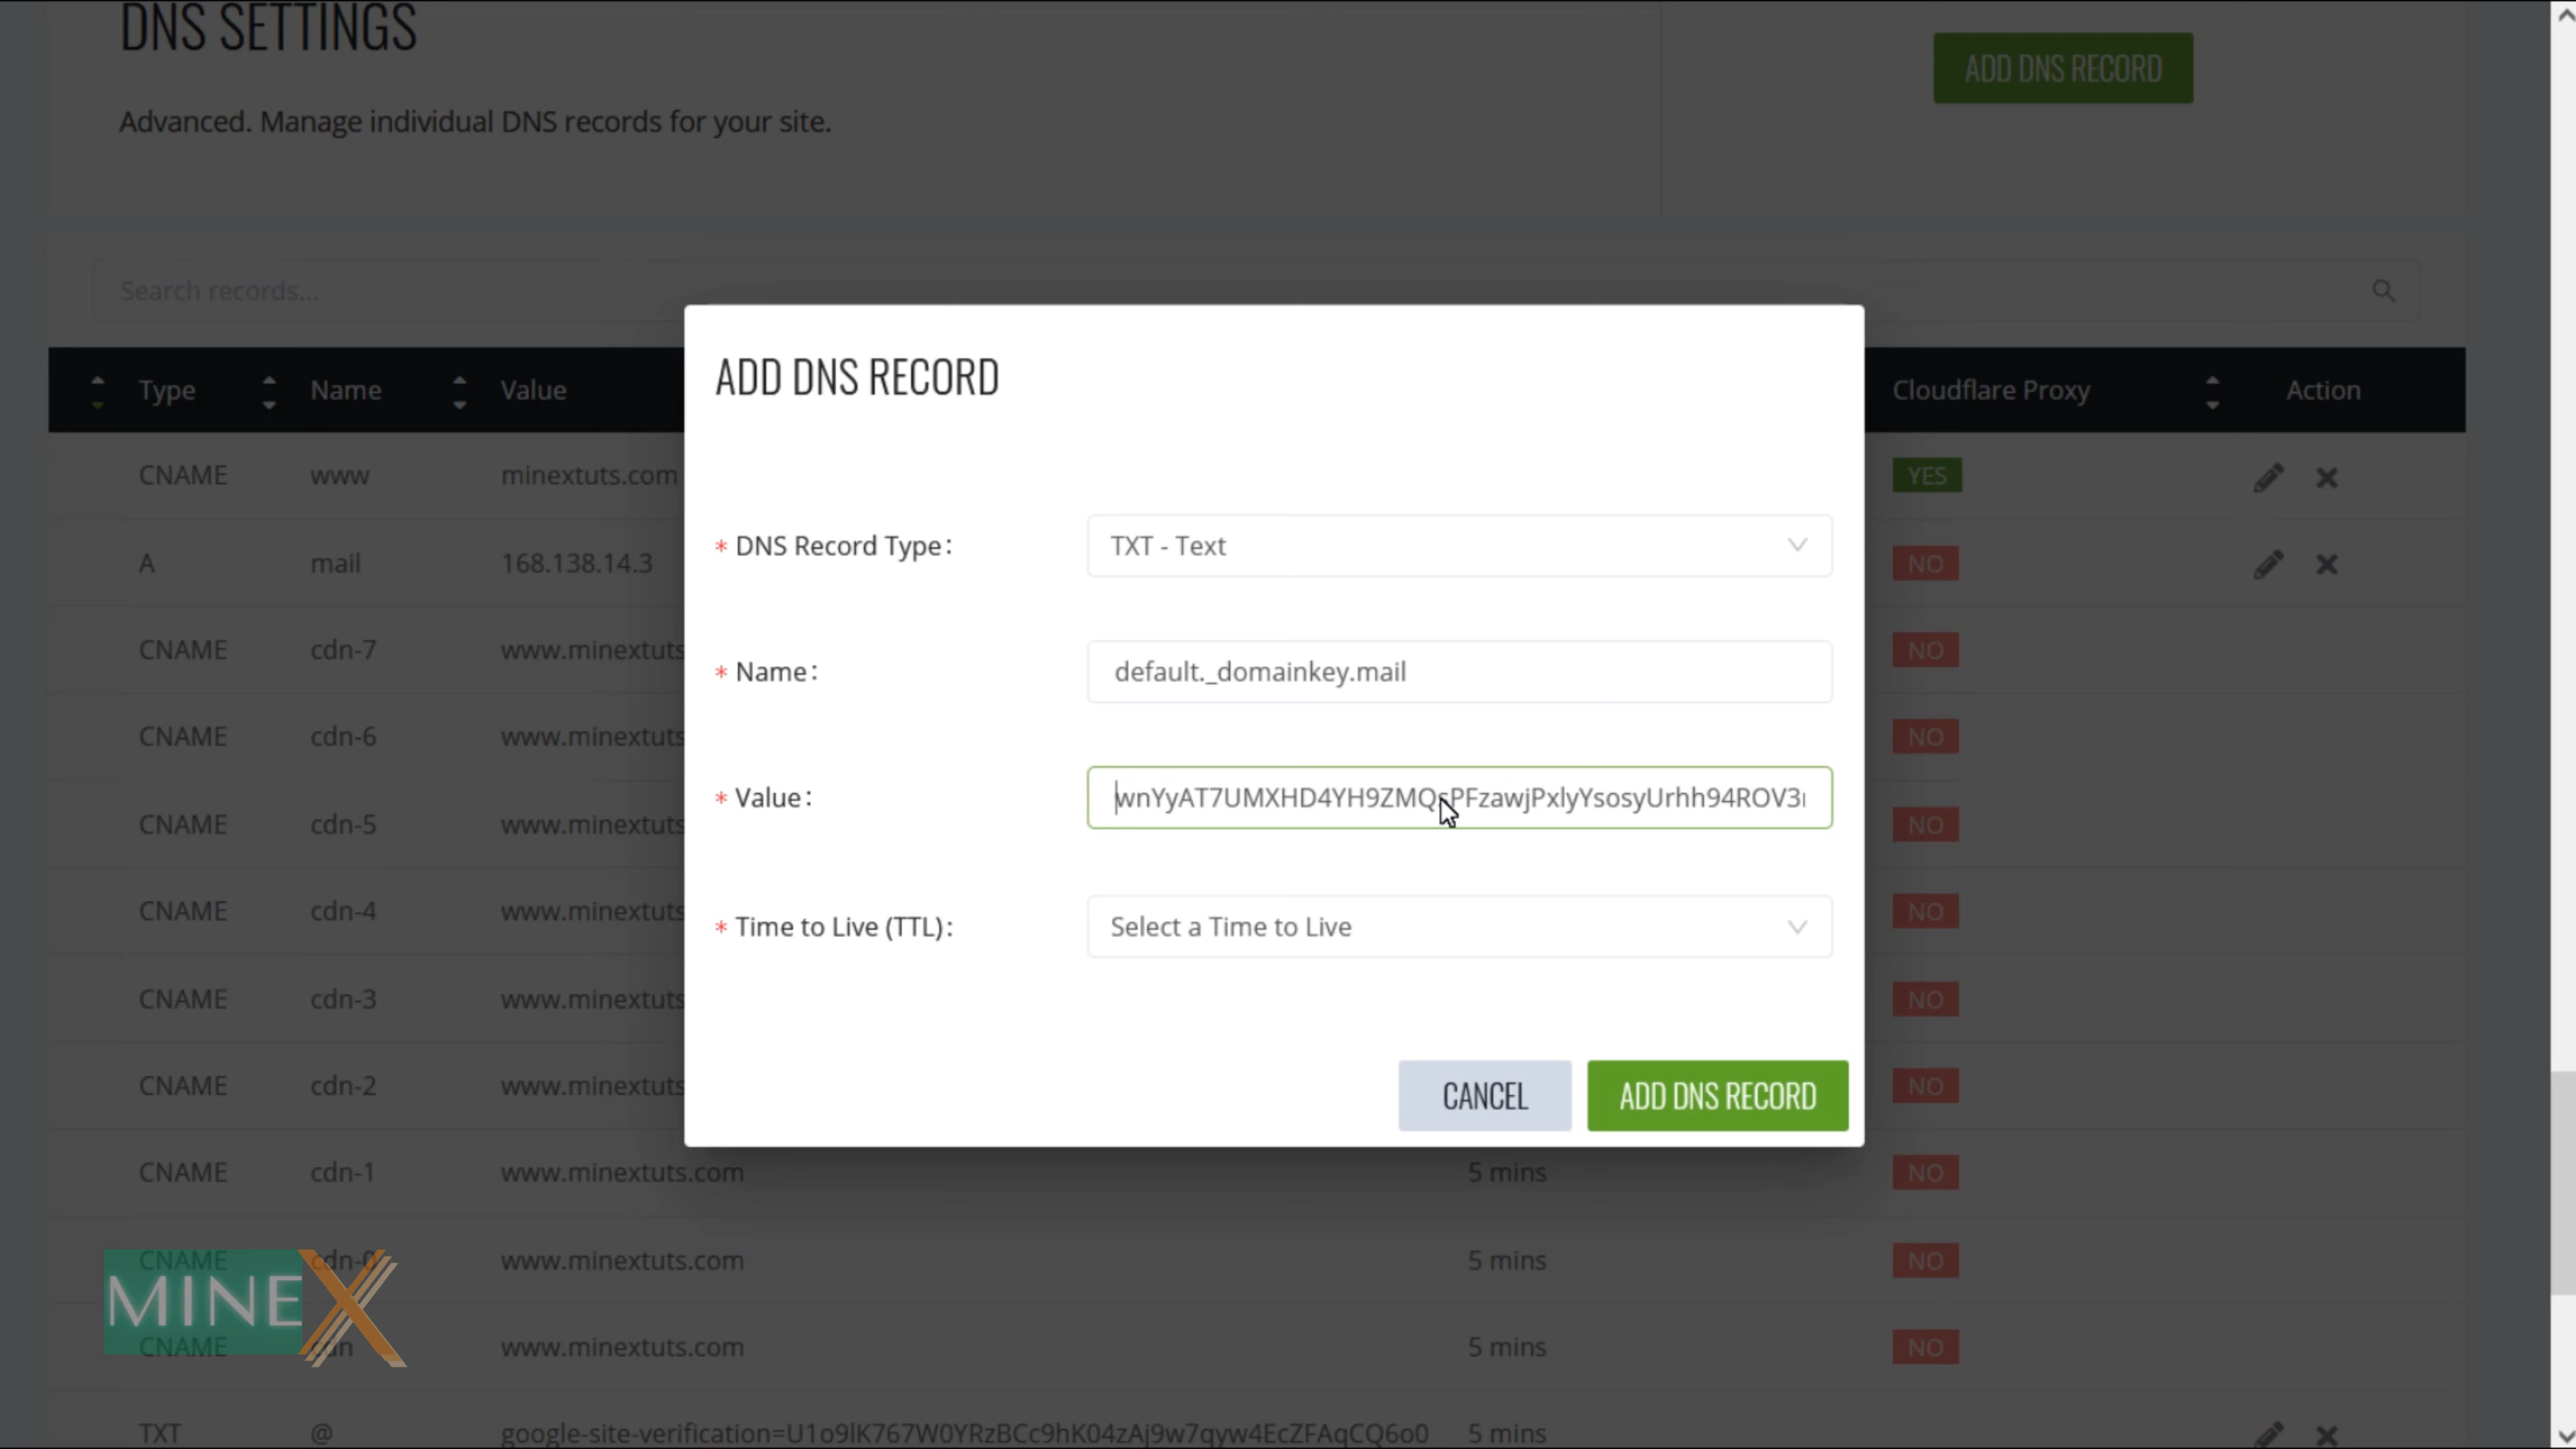 DNS SETTINGS
ADD DNS RECORD
Advanced. Manage individual DNS records for your site.
Search records...
Type Name Value Cloudflare Proxy Action
CNAME www minextuts.com YES
A mail 168.138.14.3 NO
CNAME cdn-7 www.minextuts NO
CNAME cdn-6 www.minextuts NO
CNAME cdn-5 www.minextuts NO
CNAME cdn-4 www.minextuts NO
CNAME cdn-3 www.minextuts NO
CNAME cdn-2 www.minextuts NO
CNAME cdn-1 www.minextuts.com 5 mins NO
CNAME cdn-0 www.minextuts.com 5 mins NO
CNAME cdn www.minextuts.com 5 mins NO
TXT @ google-site-verification=U1o9lK767W0YRzBCc9hK04zAj9w7qyw4EcZFAqCQ6o0 5 mins
ADD DNS RECORD
* DNS Record Type: TXT - Text
* Name: default._domainkey.mail
* Value: wnYyAT7UMXHD4YH9ZMQsPFzawjPxlyYsosyUrhh94ROV3
* Time to Live (TTL): Select a Time to Live
CANCEL ADD DNS RECORD
MINEX